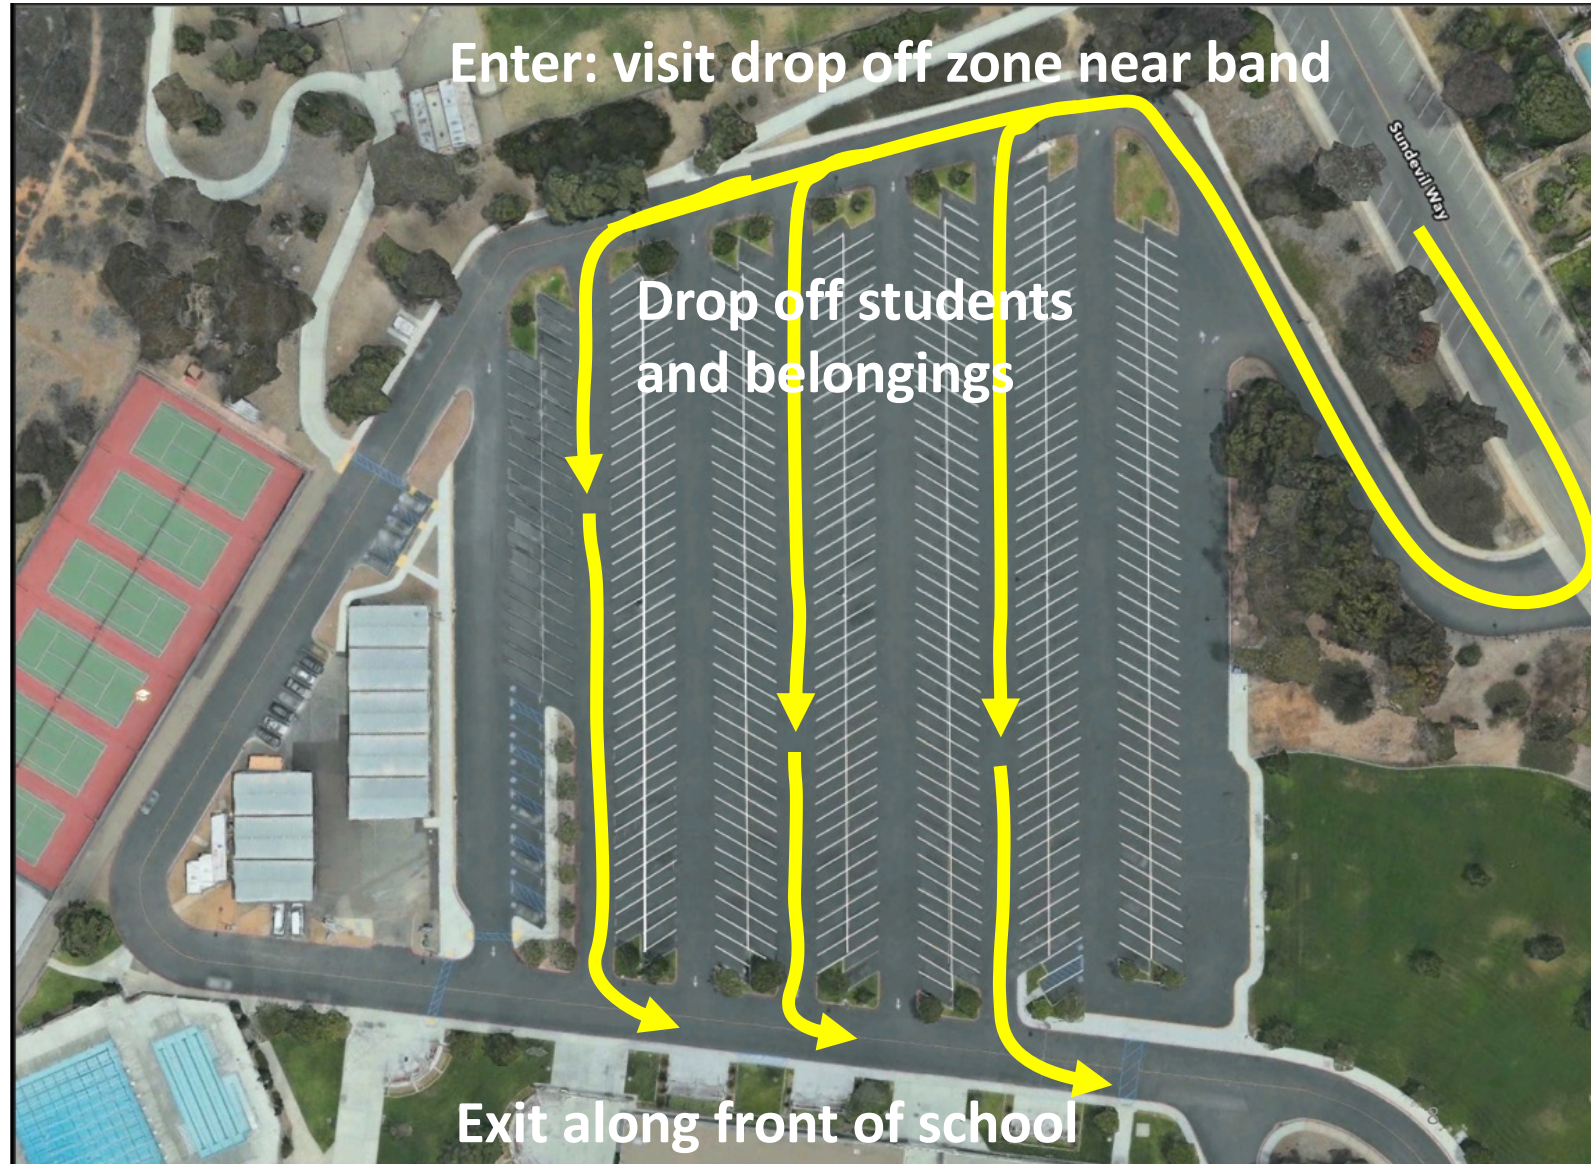 Enter: visit drop off zone near band
Sundevil Way
Drop off students
and belongings
Exit along front of school